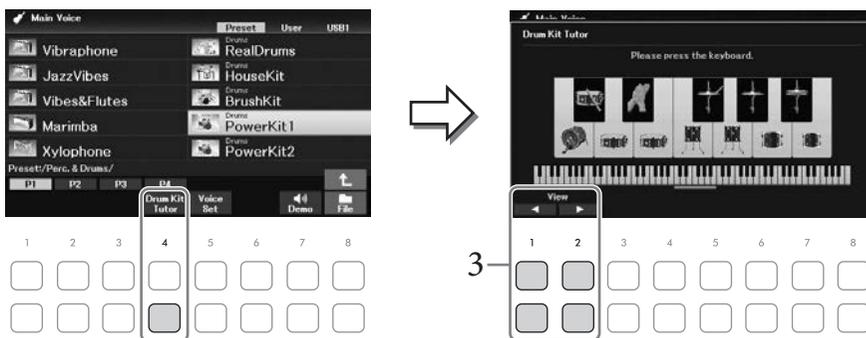 Main Voice
Preset User USB1
Vibraphone
Drums
RealDrums
JazzVibes
Drums
HouseKit
Vibes&Flutes
Drums
BrushKit
Marimba
Drums
PowerKit1
Xylophone
Drums
PowerKit2
Preset:/Perc. & Drums/
P1 P2 P3 P4
Drum Kit Tutor
Voice Set
Demo
File
1 2 3 4 5 6 7 8
Main Voice
Drum Kit Tutor
Please press the keyboard.
View
1 2 3 4 5 6 7 8
3